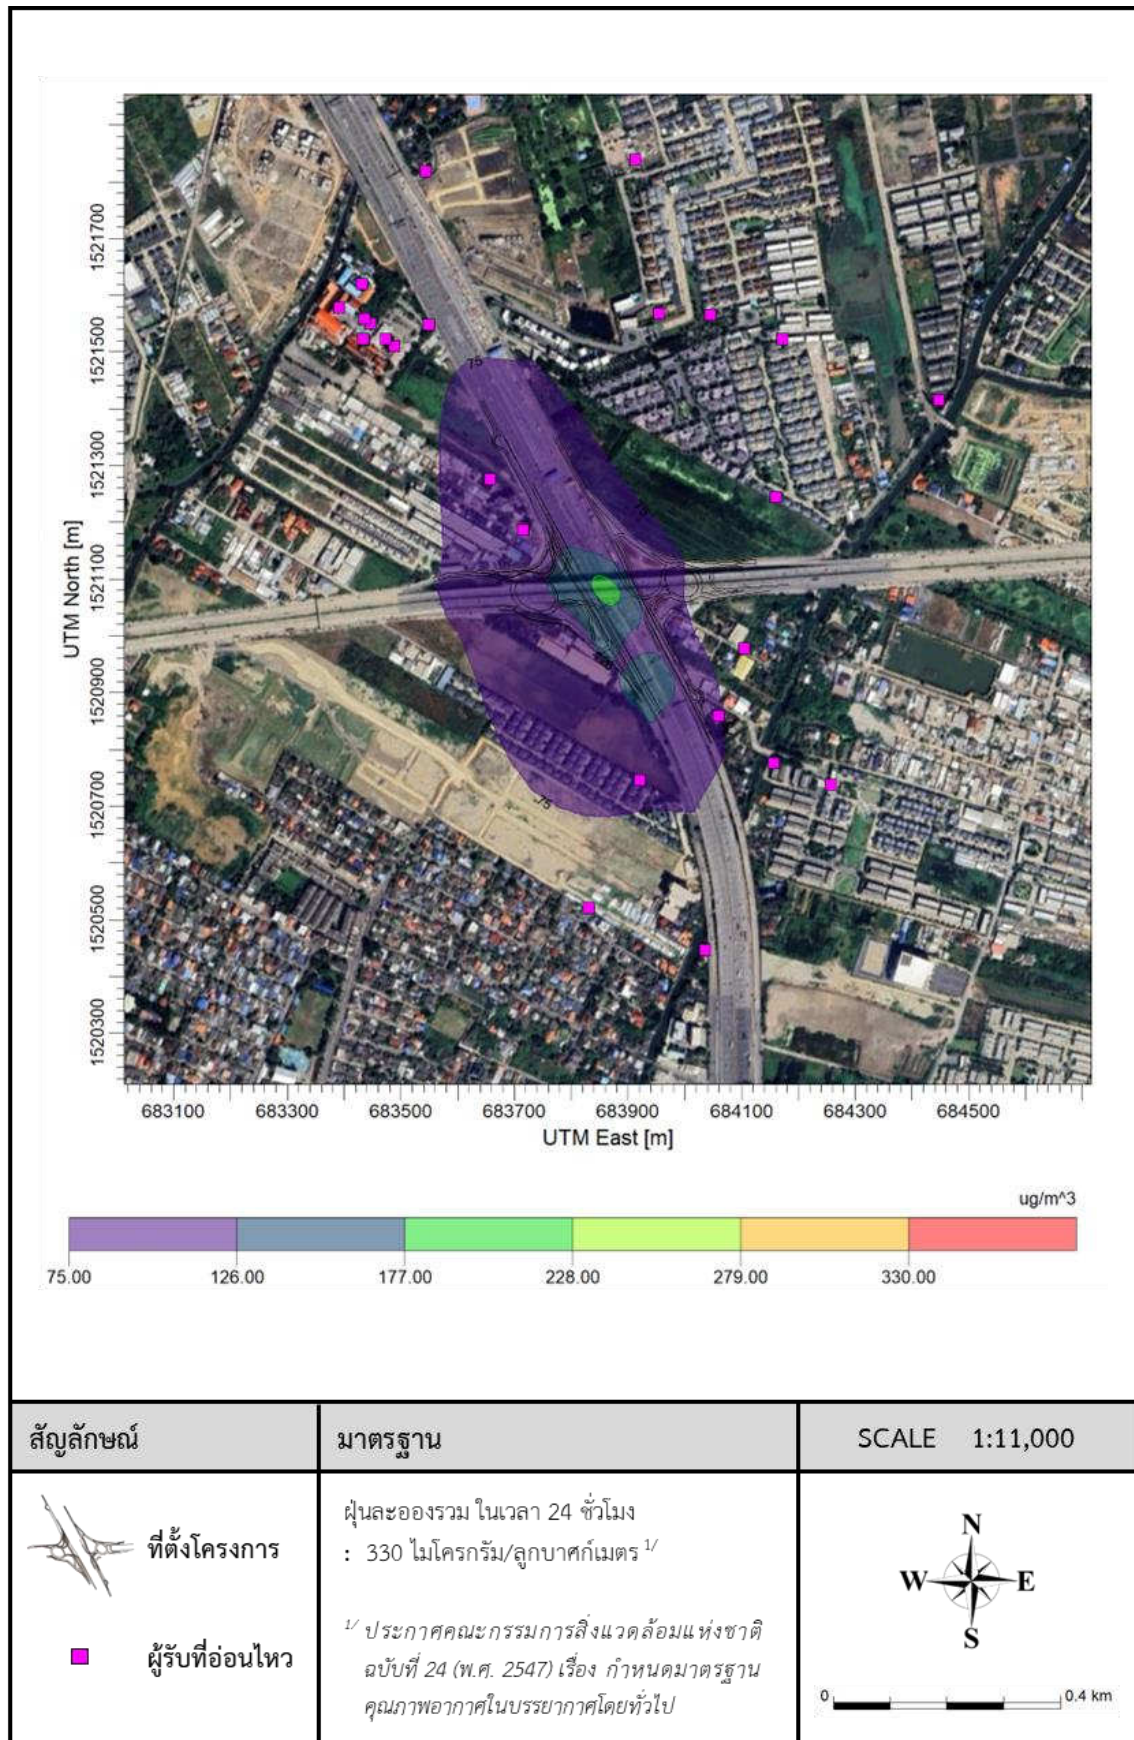 75
75
1521700
1521500
1521300
1521100
1520900
1520700
1520500
1520300
UTM North [m]
683100 683300 683500 683700 683900 684100 684300 684500
UTM East [m]
ug/m^3
75.00 126.00 177.00 228.00 279.00 330.00
สัญลักษณ์
ที่ตั้งโครงการ
ผู้รับที่อ่อนไหว
มาตรฐาน
ฝุ่นละอองรวม ในเวลา 24 ชั่วโมง
: 330 ไมโครกรัม/ลูกบาศก์เมตร 1/
1/ ประกาศคณะกรรมการสิ่งแวดล้อมแห่งชาติ
ฉบับที่ 24 (พ.ศ. 2547) เรื่อง กำหนดมาตรฐาน
คุณภาพอากาศในบรรยากาศโดยทั่วไป
SCALE 1:11,000
N
W E
S
0 0.4 km